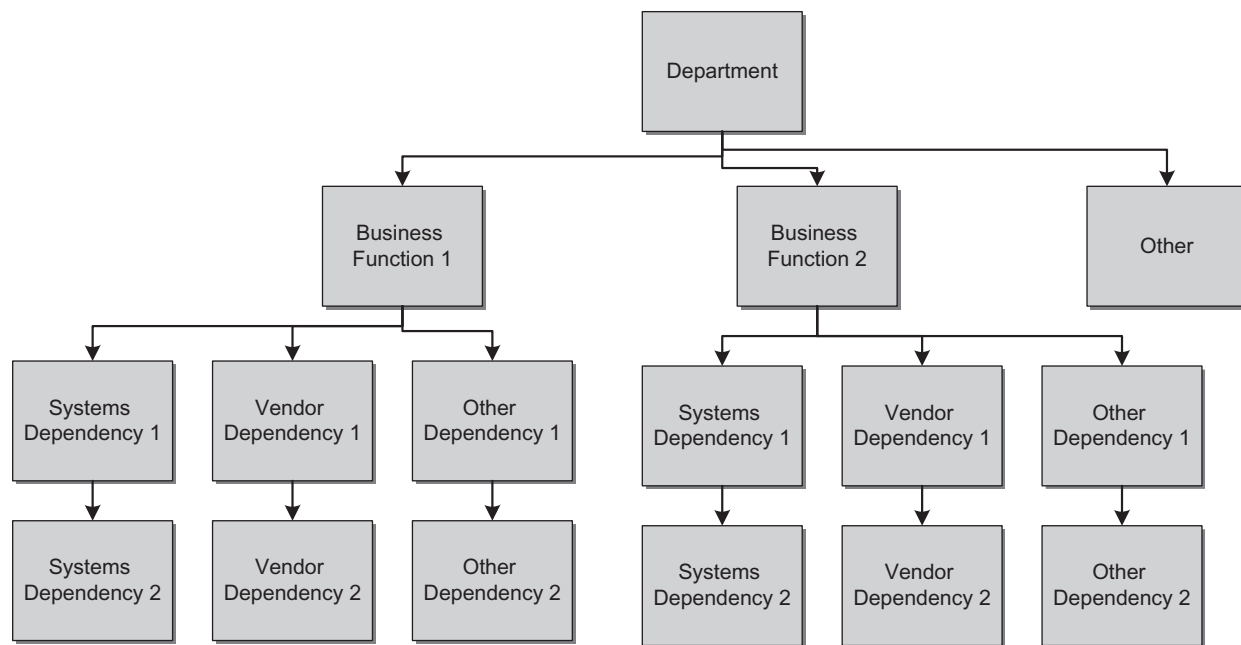 Department
Business
Function 1
Business
Function 2
Other
Systems
Dependency 1
Vendor
Dependency 1
Other
Dependency 1
Systems
Dependency 1
Vendor
Dependency 1
Other
Dependency 1
Systems
Dependency 2
Vendor
Dependency 2
Other
Dependency 2
Systems
Dependency 2
Vendor
Dependency 2
Other
Dependency 2